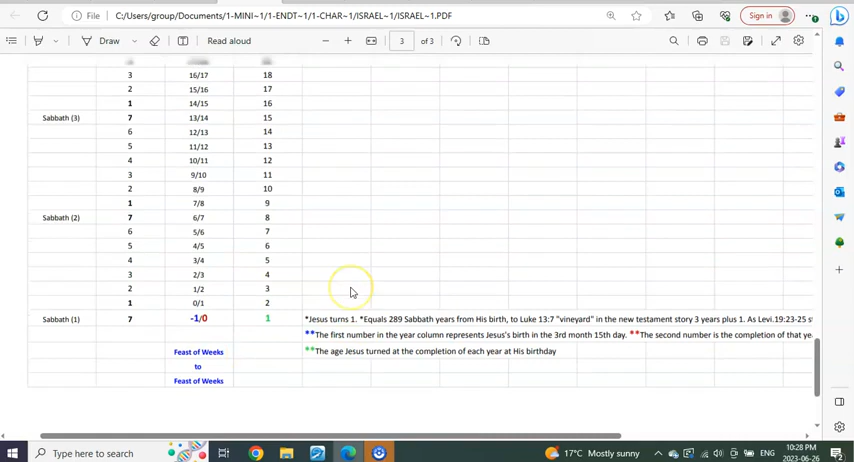 File
C:/Users/group/Documents/1-MINI~1/1-ENDT~1/1-CHAR~1/ISRAEL~1/ISRAEL~1.PDF
Sign in
Draw
Read aloud
3 of 3
3 16/17 18
2 15/16 17
1 14/15 16
Sabbath (3) 7 13/14 15
6 12/13 14
5 11/12 13
4 10/11 12
3 9/10 11
2 8/9 10
1 7/8 9
Sabbath (2) 7 6/7 8
6 5/6 7
5 4/5 6
4 3/4 5
3 2/3 4
2 1/2 3
1 0/1 2
Sabbath (1) 7 -1/0 1 *Jesus turns 1. *Equals 289 Sabbath years from His birth, to Luke 13:7 "vineyard" in the new testament story 3 years plus 1. As Levi.19:23-25 s
**The first number in the year column represents Jesus's birth in the 3rd month 15th day. **The second number is the completion of that ye
Feast of Weeks **The age Jesus turned at the completion of each year at His birthday
to
Feast of Weeks
Type here to search
17°C Mostly sunny
ENG
10:28 PM
2023-06-26
2